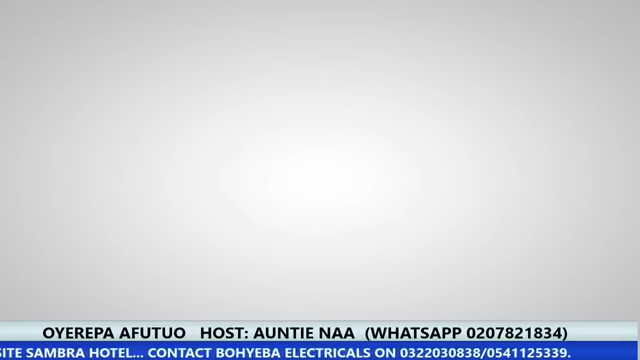 OYEREPA AFUTUO HOST: AUNTIE NAA (WHATSAPP 0207821834)
SITE SAMBRA HOTEL... CONTACT BOHYEBA ELECTRICALS ON 0322030838/0541125339.